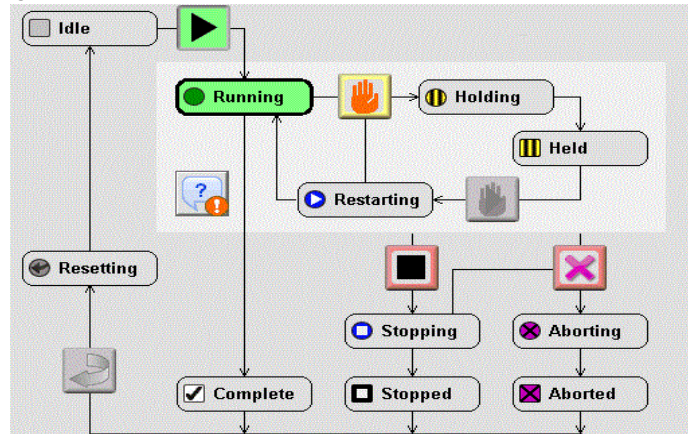 Idle
Running
Holding
Held
?
!
Restarting
Resetting
Stopping
Aborting
Complete
Stopped
Aborted